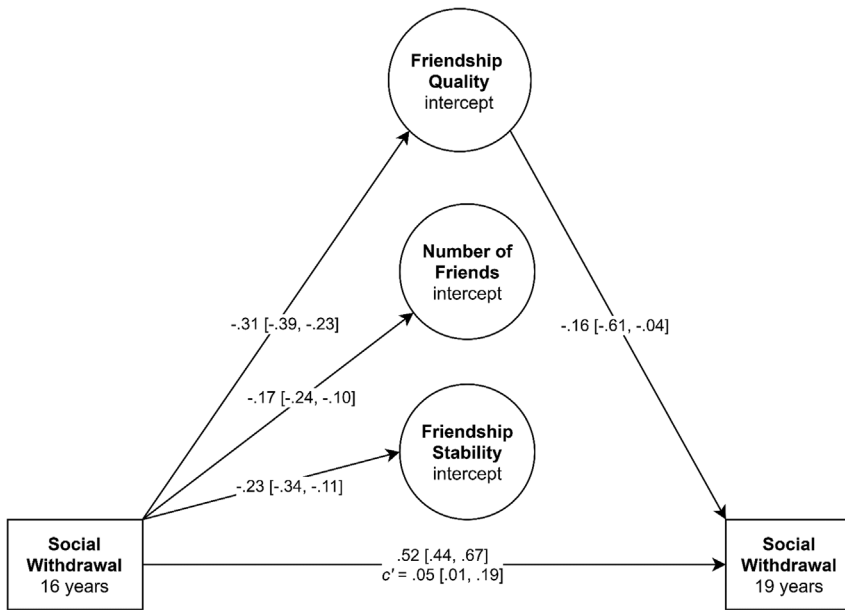 Friendship
Quality
intercept
Number of
Friends
intercept
-.31 [-.39, -.23]
-.16 [-.61, -.04]
-.17 [-.24, -.10]
Friendship
Stability
intercept
-.23 [-.34, -.11]
Social
Withdrawal
16 years
.52 [.44, .67]
c' = .05 [.01, .19]
Social
Withdrawal
19 years